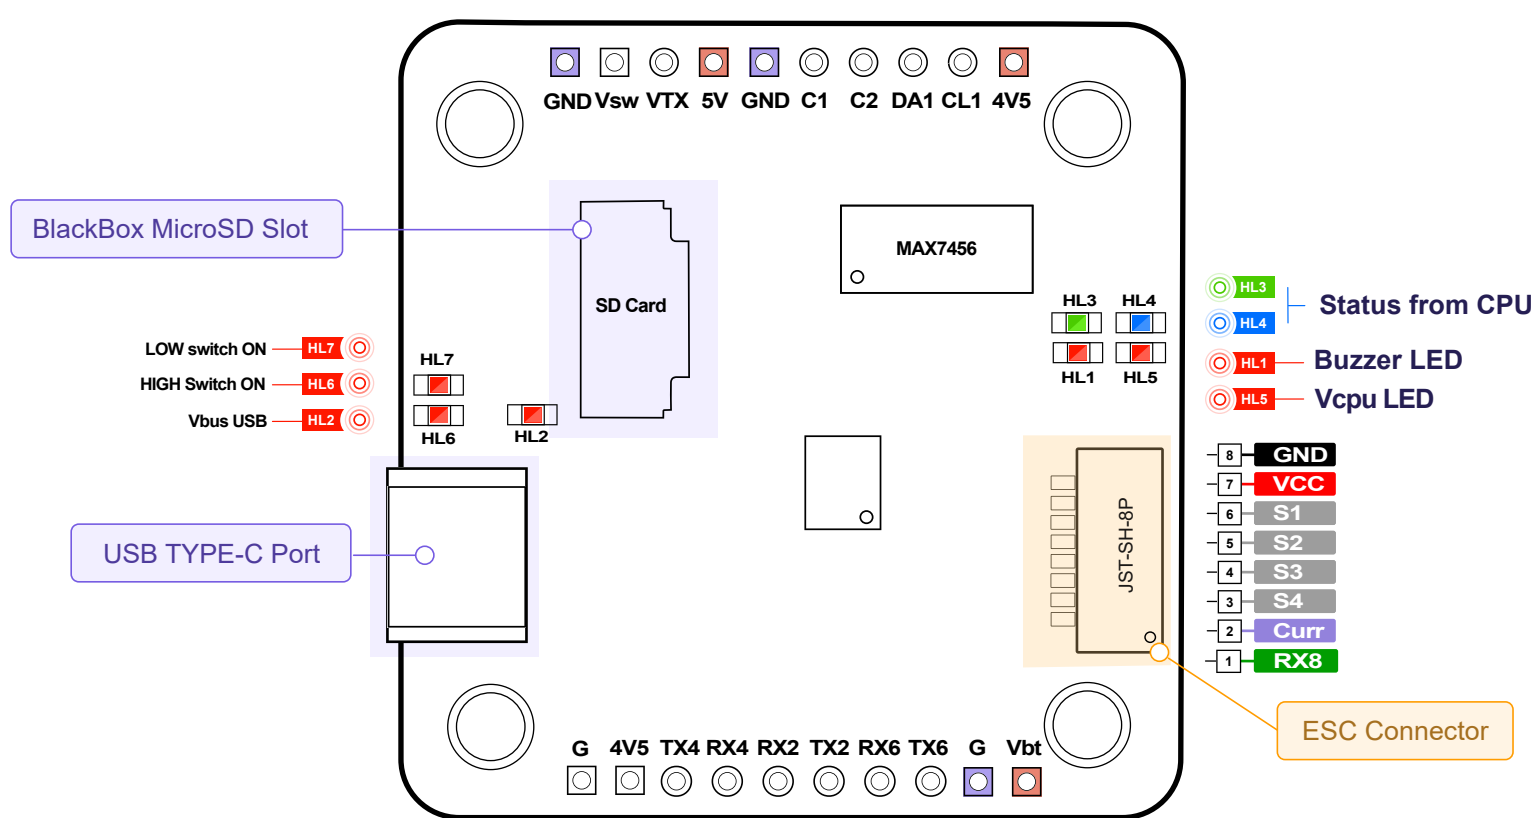 GND Vsw VTX 5V GND C1 C2 DA1 CL1 4V5
BlackBox MicroSD Slot
SD Card
MAX7456
HL3 HL4
HL1 HL5
HL3
HL4
Status from CPU
HL1 Buzzer LED
HL5 Vcpu LED
LOW switch ON HL7
HIGH Switch ON HL6
Vbus USB HL2
HL7
HL6
HL2
USB TYPE-C Port
JST-SH-8P
8 GND
7 VCC
6 S1
5 S2
4 S3
3 S4
2 Curr
1 RX8
ESC Connector
G 4V5 TX4 RX4 RX2 TX2 RX6 TX6 G Vbt